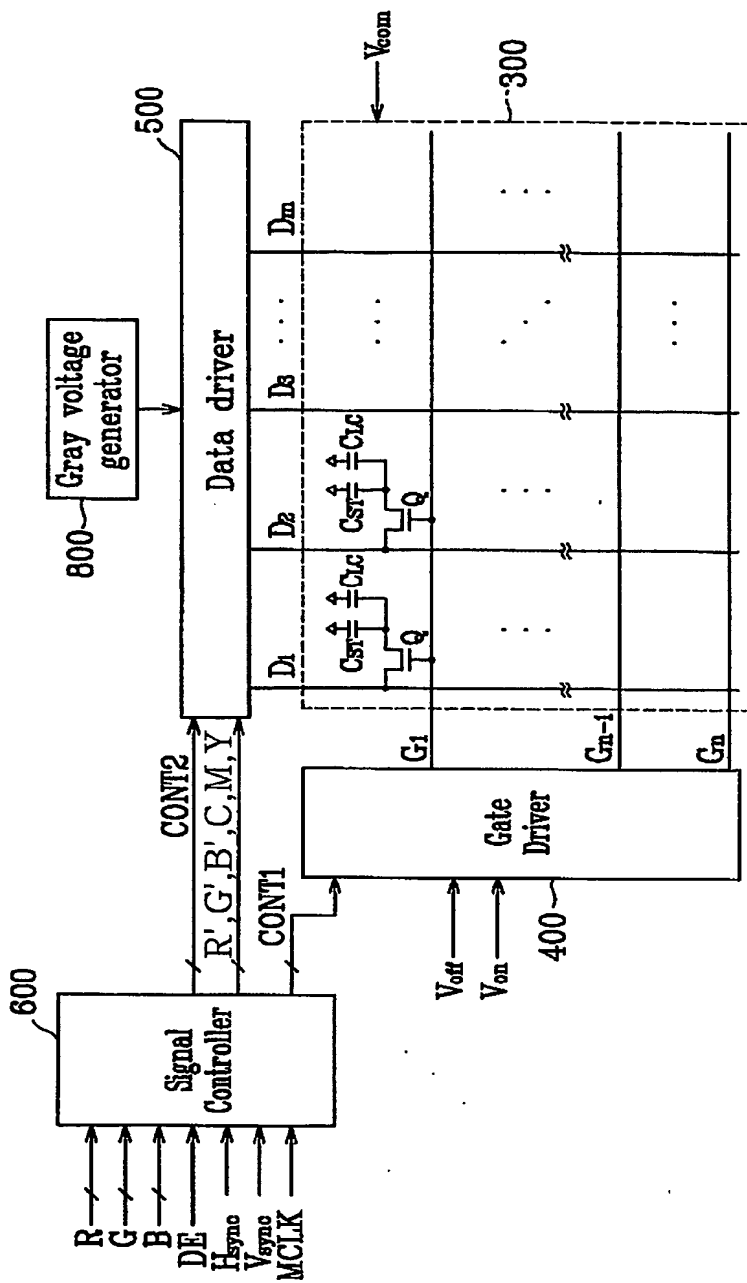 800
Gray voltage
generator
500
Data driver
600
Signal
Controller
R
G
B
DE
Hsync
Vsync
MCLK
CONT2
R',G',B',C,M,Y
CONT1
D1
D2
D3
...
Dm
CST
CLC
Q
CST
CLC
Q
Vcom
300
Gate
Driver
400
Voff
Von
G1
Gn-1
Gn